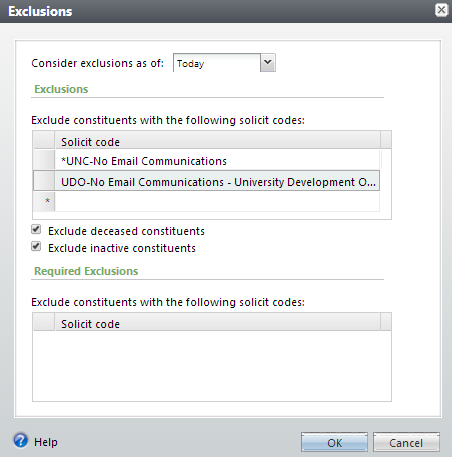 Exclusions
Consider exclusions as of: Today
Exclusions
Exclude constituents with the following solicit codes:
Solicit code
*UNC-No Email Communications
UDO-No Email Communications - University Development O...
*
Exclude deceased constituents
Exclude inactive constituents
Required Exclusions
Exclude constituents with the following solicit codes:
Solicit code
Help OK Cancel